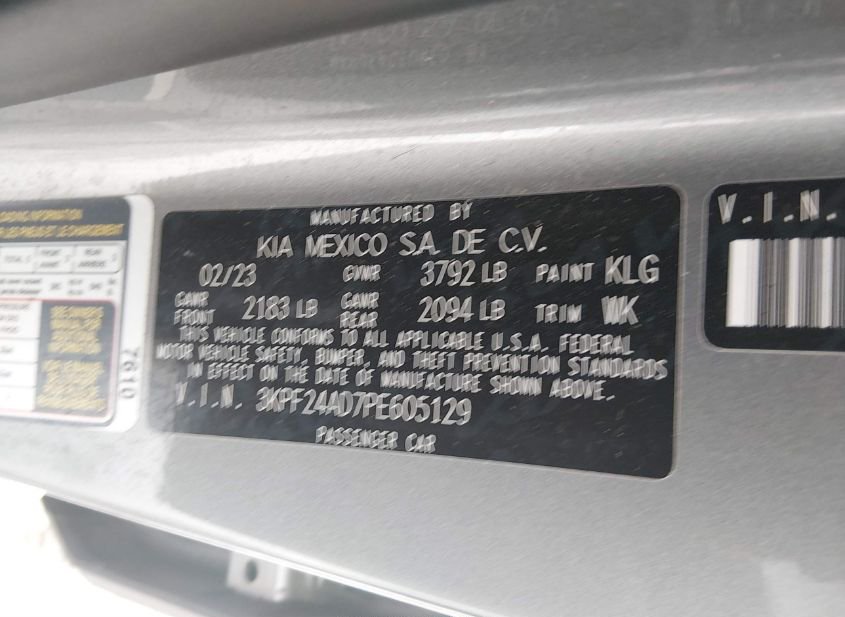 MANUFACTURED BY
KIA MEXICO S.A. DE C.V.
02/23 GVWR 3792 LB PAINT KLG
GAWR FRONT 2183 LB GAWR REAR 2094 LB TRIM WK
THIS VEHICLE CONFORMS TO ALL APPLICABLE U.S.A. FEDERAL
MOTOR VEHICLE SAFETY, BUMPER, AND THEFT PREVENTION STANDARDS
IN EFFECT ON THE DATE OF MANUFACTURE SHOWN ABOVE.
V.I.N. 3KPF24AD7PE605129
PASSENGER CAR
V.I.N.
7610